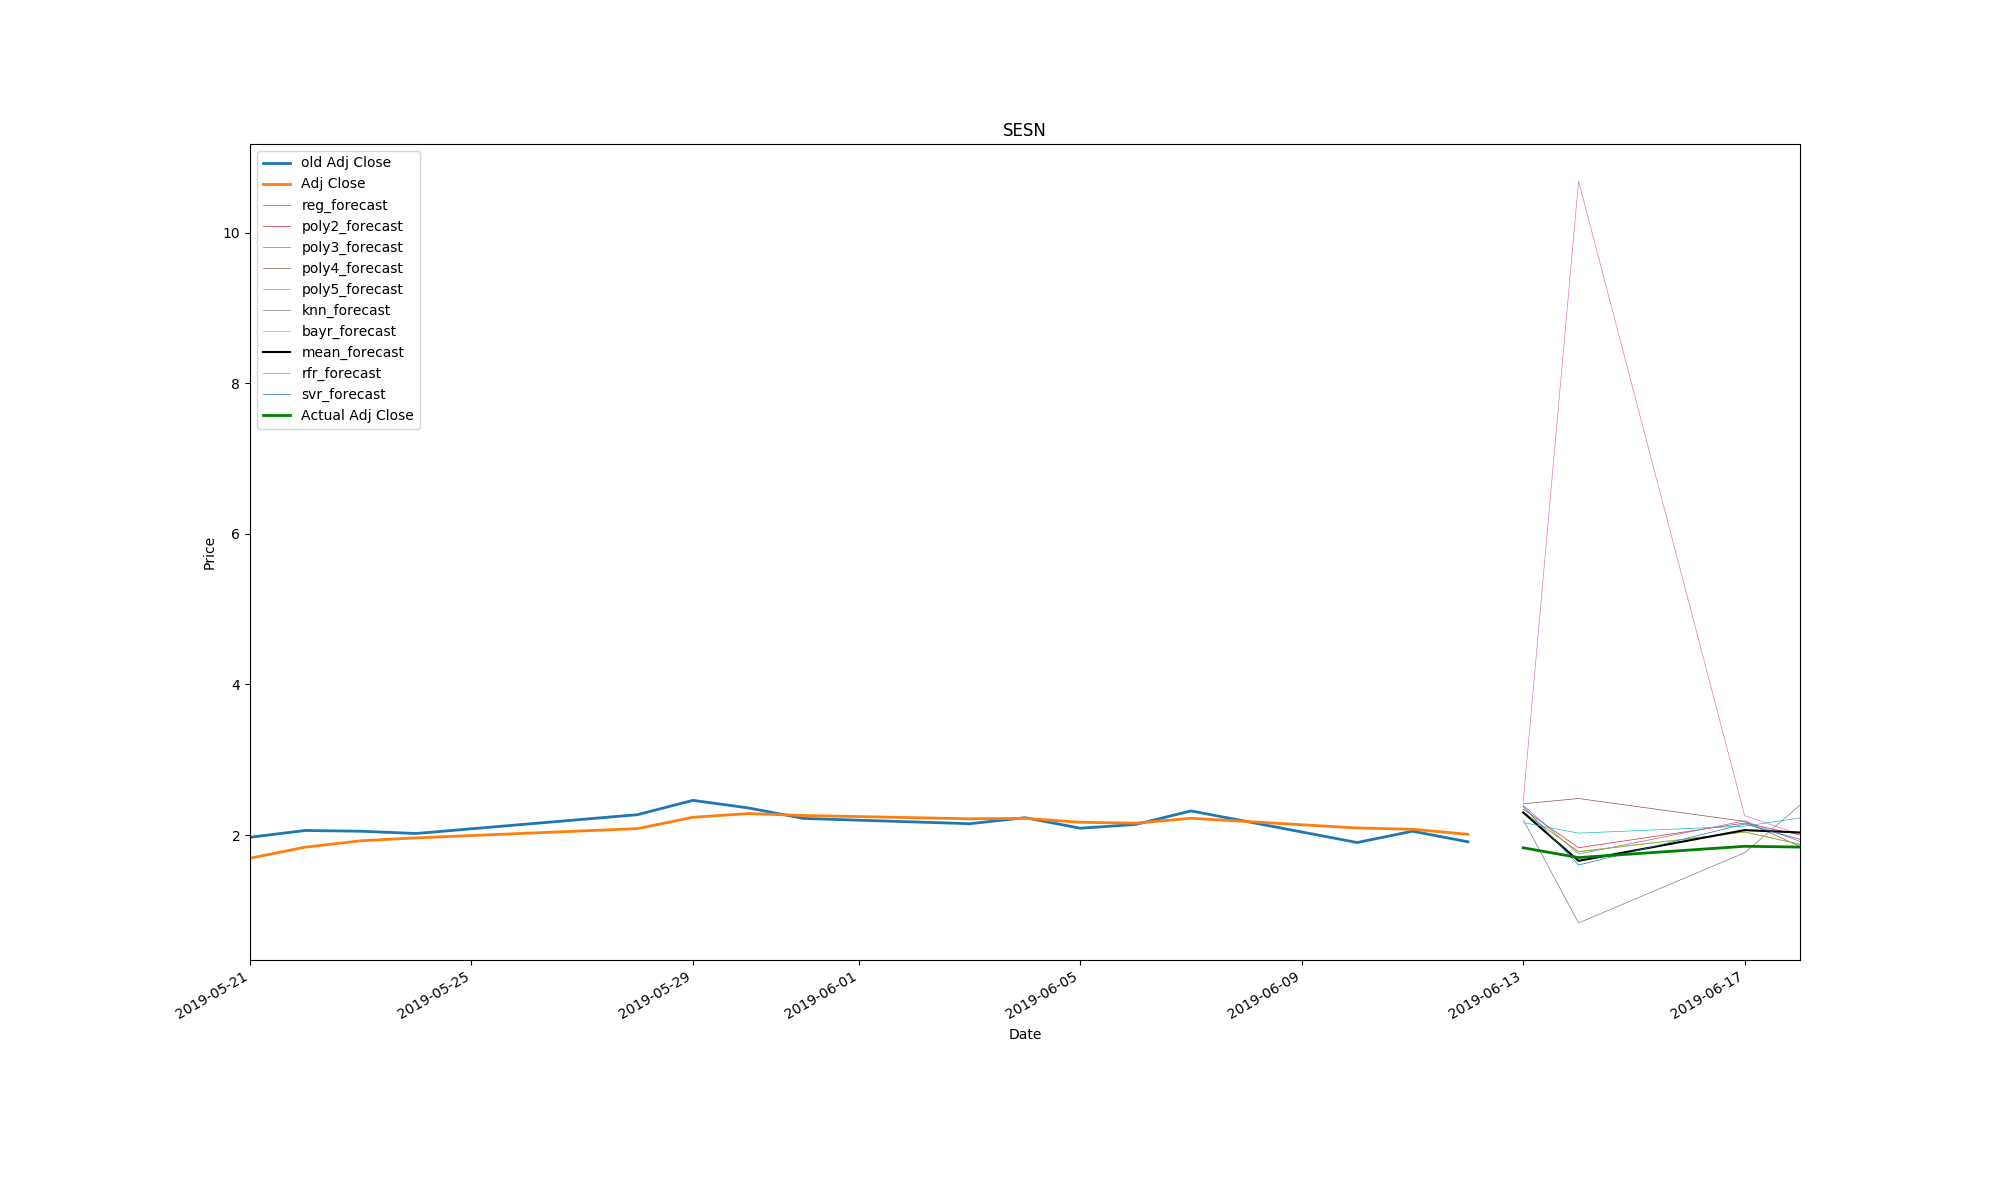 SESN
old Adj Close
Adj Close
reg_forecast
poly2_forecast
poly3_forecast
poly4_forecast
poly5_forecast
knn_forecast
bayr_forecast
mean_forecast
rfr_forecast
svr_forecast
Actual Adj Close
10
8
6
4
2
Price
2019-05-21
2019-05-25
2019-05-29
2019-06-01
2019-06-05
2019-06-09
2019-06-13
2019-06-17
Date